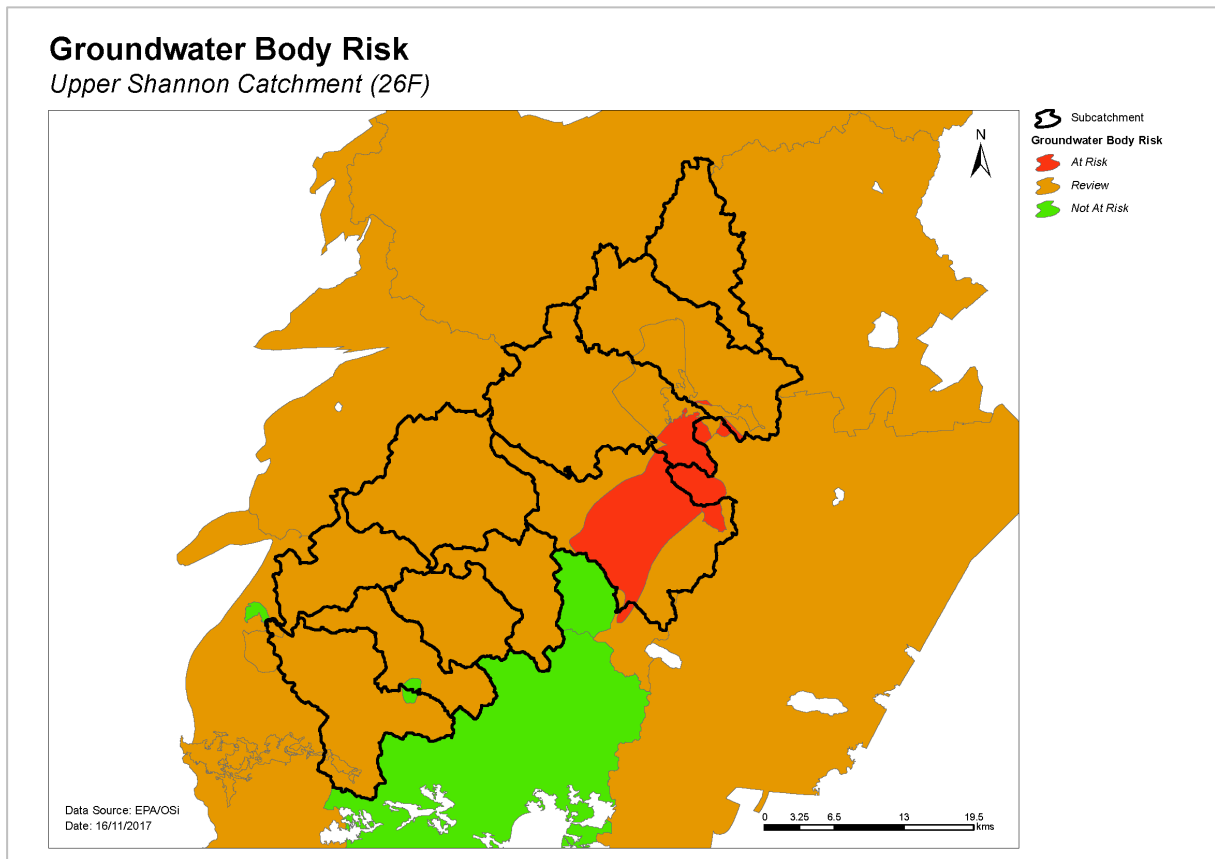 Groundwater Body Risk
Upper Shannon Catchment (26F)
N
Subcatchment
Groundwater Body Risk
At Risk
Review
Not At Risk
Data Source: EPA/OSi
Date: 16/11/2017
0 3.25 6.5 13 19.5
kms